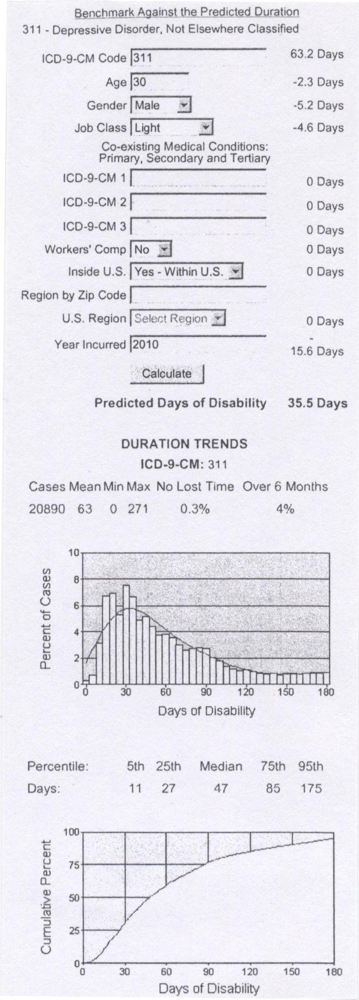 Benchmark Against the Predicted Duration
311 - Depressive Disorder, Not Elsewhere Classified
ICD-9-CM Code 311 63.2 Days
Age 30 -2.3 Days
Gender Male -5.2 Days
Job Class Light -4.6 Days
Co-existing Medical Conditions:
Primary, Secondary and Tertiary
ICD-9-CM 1 0 Days
ICD-9-CM 2 0 Days
ICD-9-CM 3 0 Days
Workers' Comp No 0 Days
Inside U.S. Yes - Within U.S. 0 Days
Region by Zip Code
U.S. Region Select Region 0 Days
Year Incurred 2010 -
15.6 Days
Calculate
Predicted Days of Disability 35.5 Days
DURATION TRENDS
ICD-9-CM: 311
Cases Mean Min Max No Lost Time Over 6 Months
20890 63 0 271 0.3% 4%
Percent of Cases
10
8
6
4
2
0
0 30 60 90 120 150 180
Days of Disability
Percentile: 5th 25th Median 75th 95th
Days: 11 27 47 85 175
Cumulative Percent
100
75
50
25
0
0 30 60 90 120 150 180
Days of Disability